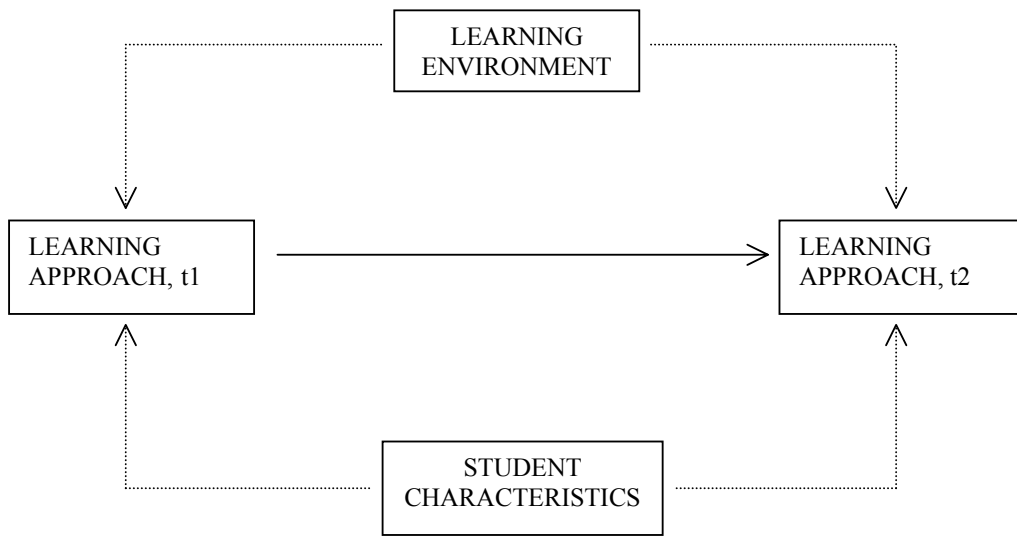 LEARNING
ENVIRONMENT
LEARNING
APPROACH, t1
LEARNING
APPROACH, t2
STUDENT
CHARACTERISTICS